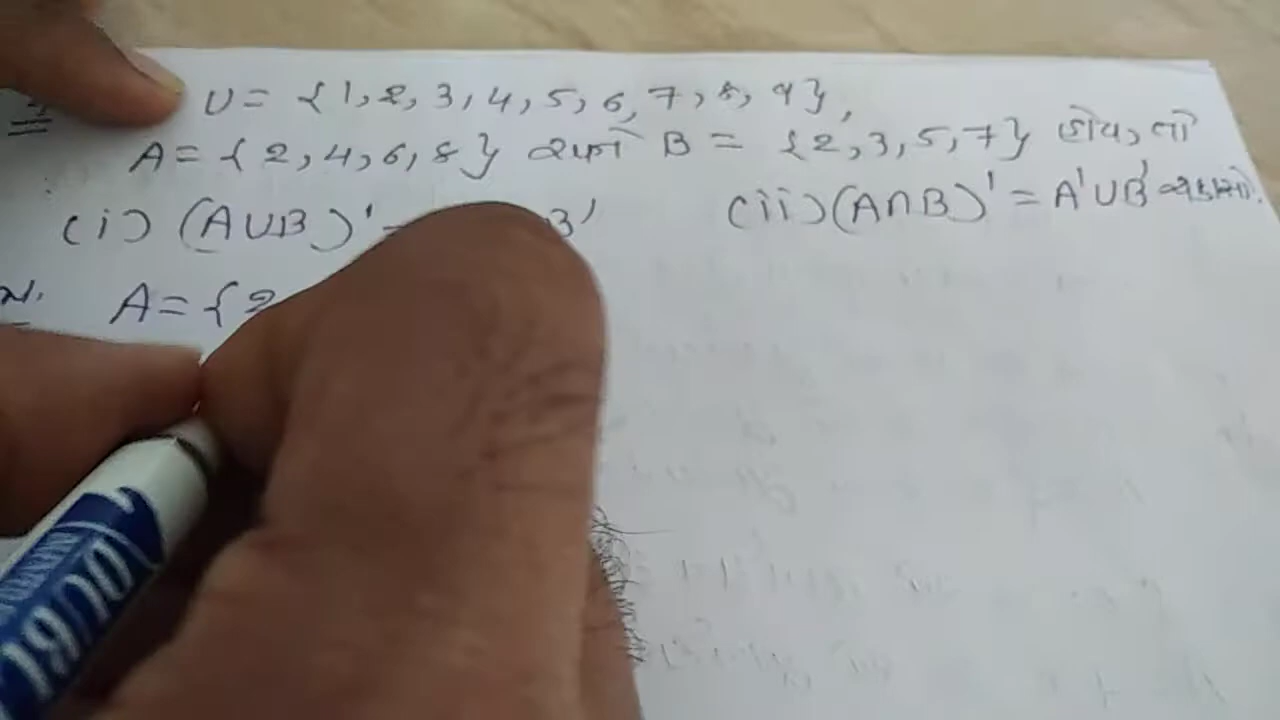 U = {1, 2, 3, 4, 5, 6, 7, 8, 9},
A = {2, 4, 6, 8} અને B = {2, 3, 5, 7} હોય, તો
(i) (A∪B)' = B' (ii) (A∩B)' = A'∪B' ચકાસો.
A = {2